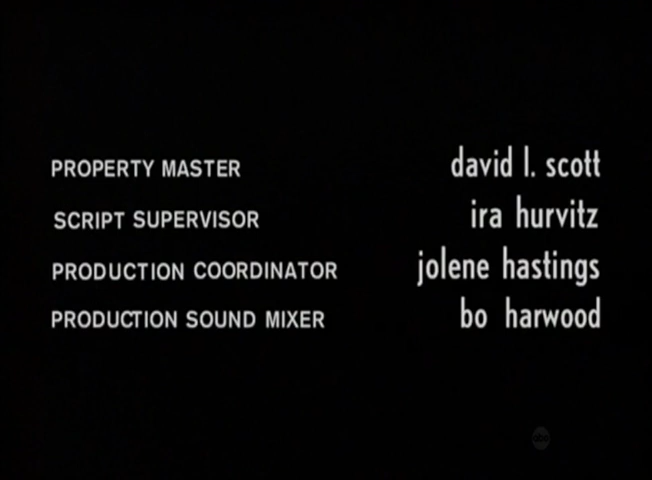 PROPERTY MASTER david l. scott
SCRIPT SUPERVISOR ira hurvitz
PRODUCTION COORDINATOR jolene hastings
PRODUCTION SOUND MIXER bo harwood
abc